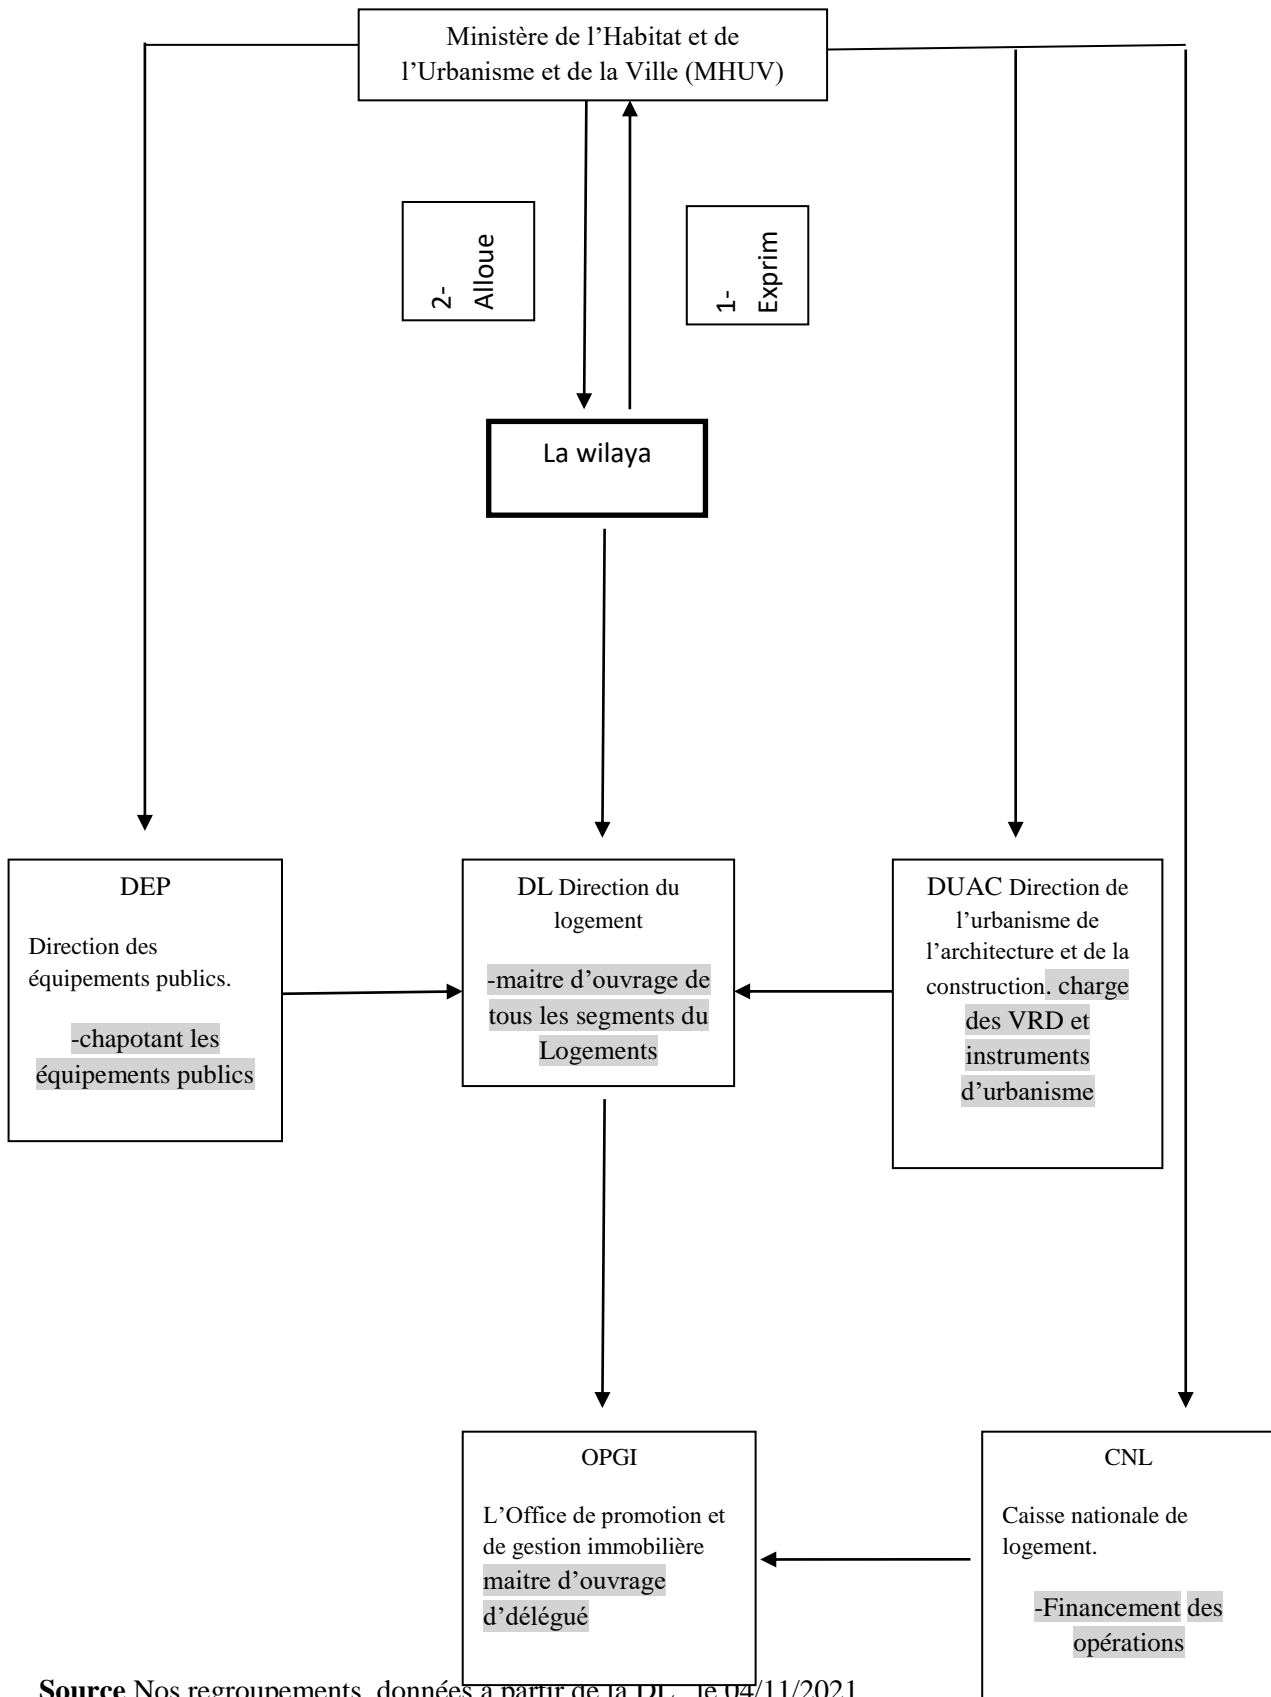 Ministère de l’Habitat et de
l’Urbanisme et de la Ville (MHUV)
2-
Alloue
1-
Exprim
La wilaya
DEP
Direction des
équipements publics.
-chapotant les
équipements publics
DL Direction du
logement
-maitre d’ouvrage de
tous les segments du
Logements
DUAC Direction de
l’urbanisme de
l’architecture et de la
construction. charge
des VRD et
instruments
d’urbanisme
OPGI
L’Office de promotion et
de gestion immobilière
maitre d’ouvrage
d’délégué
CNL
Caisse nationale de
logement.
-Financement des
opérations
Source Nos regroupements, données à partir de la DL le 04/11/2021